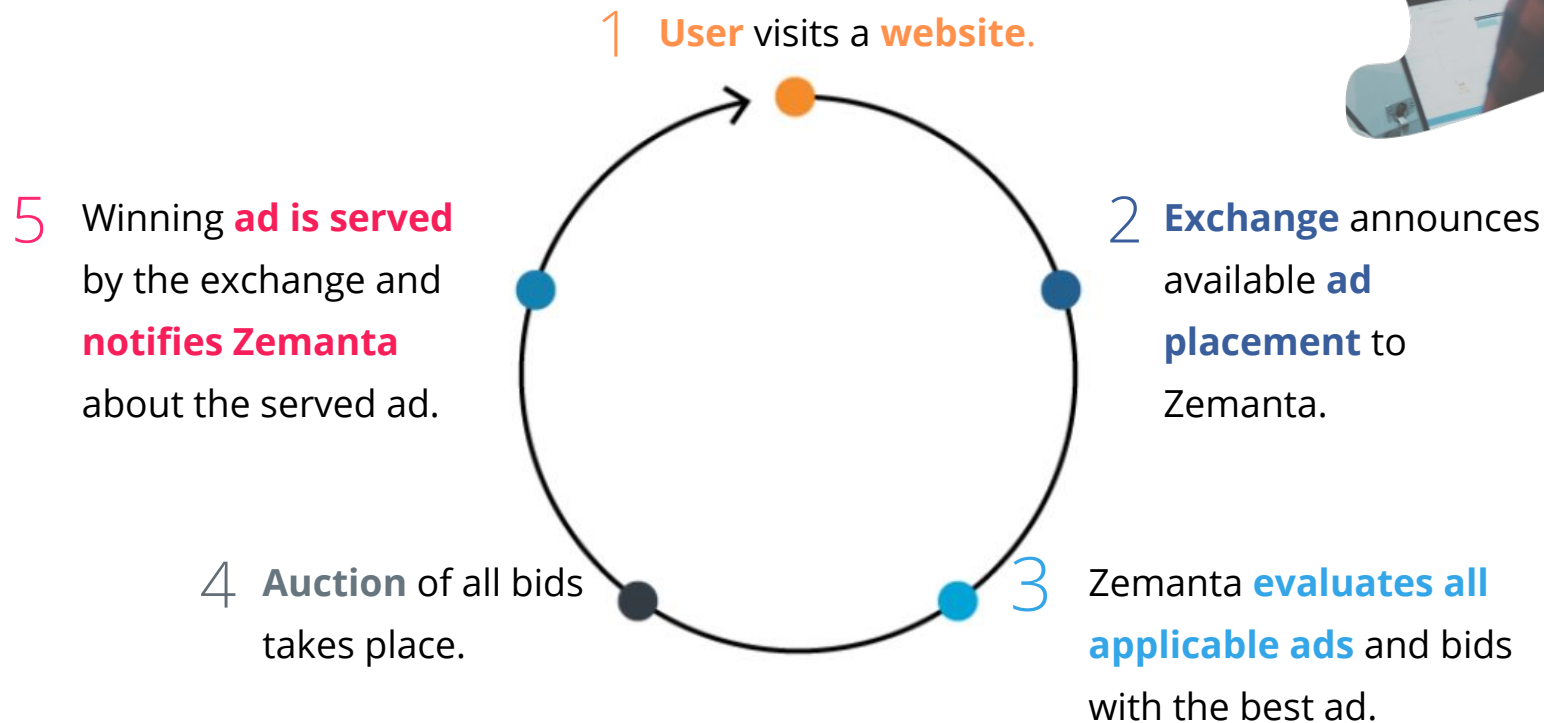 1 User visits a website.
2 Exchange announces
available ad
placement to
Zemanta.
3 Zemanta evaluates all
applicable ads and bids
with the best ad.
4 Auction of all bids
takes place.
5 Winning ad is served
by the exchange and
notifies Zemanta
about the served ad.